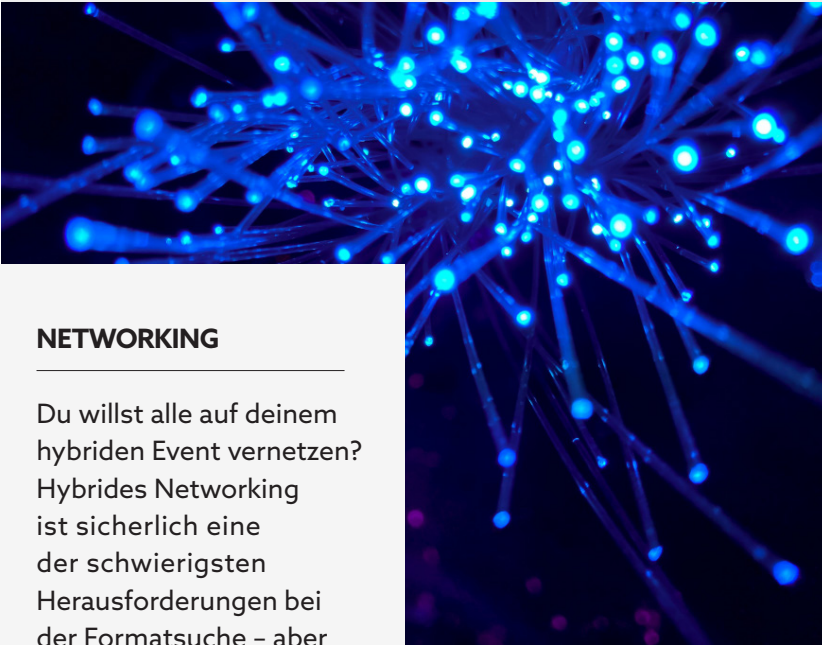 NETWORKING
Du willst alle auf deinem
hybriden Event vernetzen?
Hybrides Networking
ist sicherlich eine
der schwierigsten
Herausforderungen bei
der Formatsuche – aber